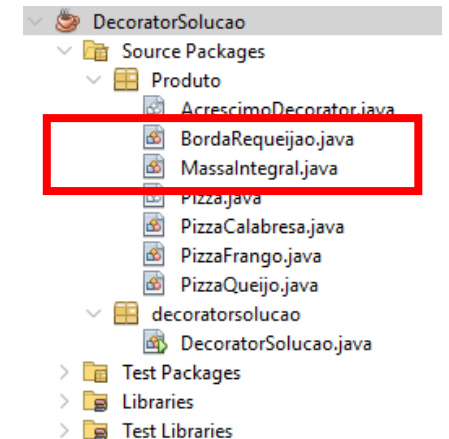 DecoratorSolucao
Source Packages
Produto
AcrescimoDecorator.java
BordaRequeijao.java
MassaIntegral.java
Pizza.java
PizzaCalabresa.java
PizzaFrango.java
PizzaQueijo.java
decoratorsolucao
DecoratorSolucao.java
Test Packages
Libraries
Test Libraries